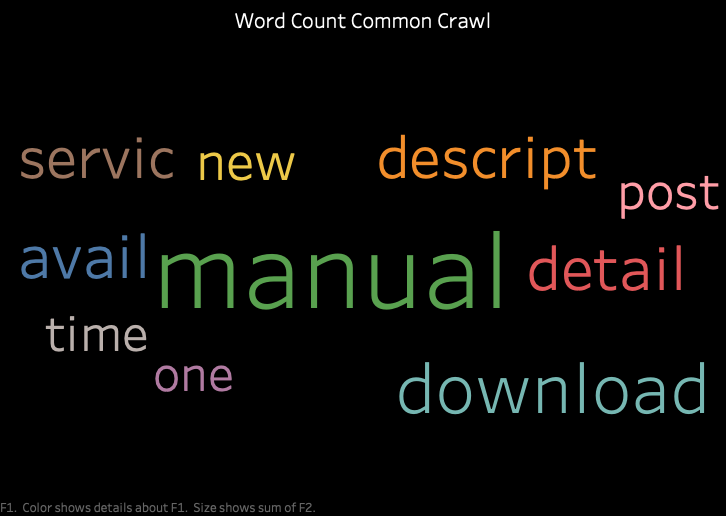 Word Count Common Crawl
servic new descript
post
avail manual detail
time
one download
F1. Color shows details about F1. Size shows sum of F2.